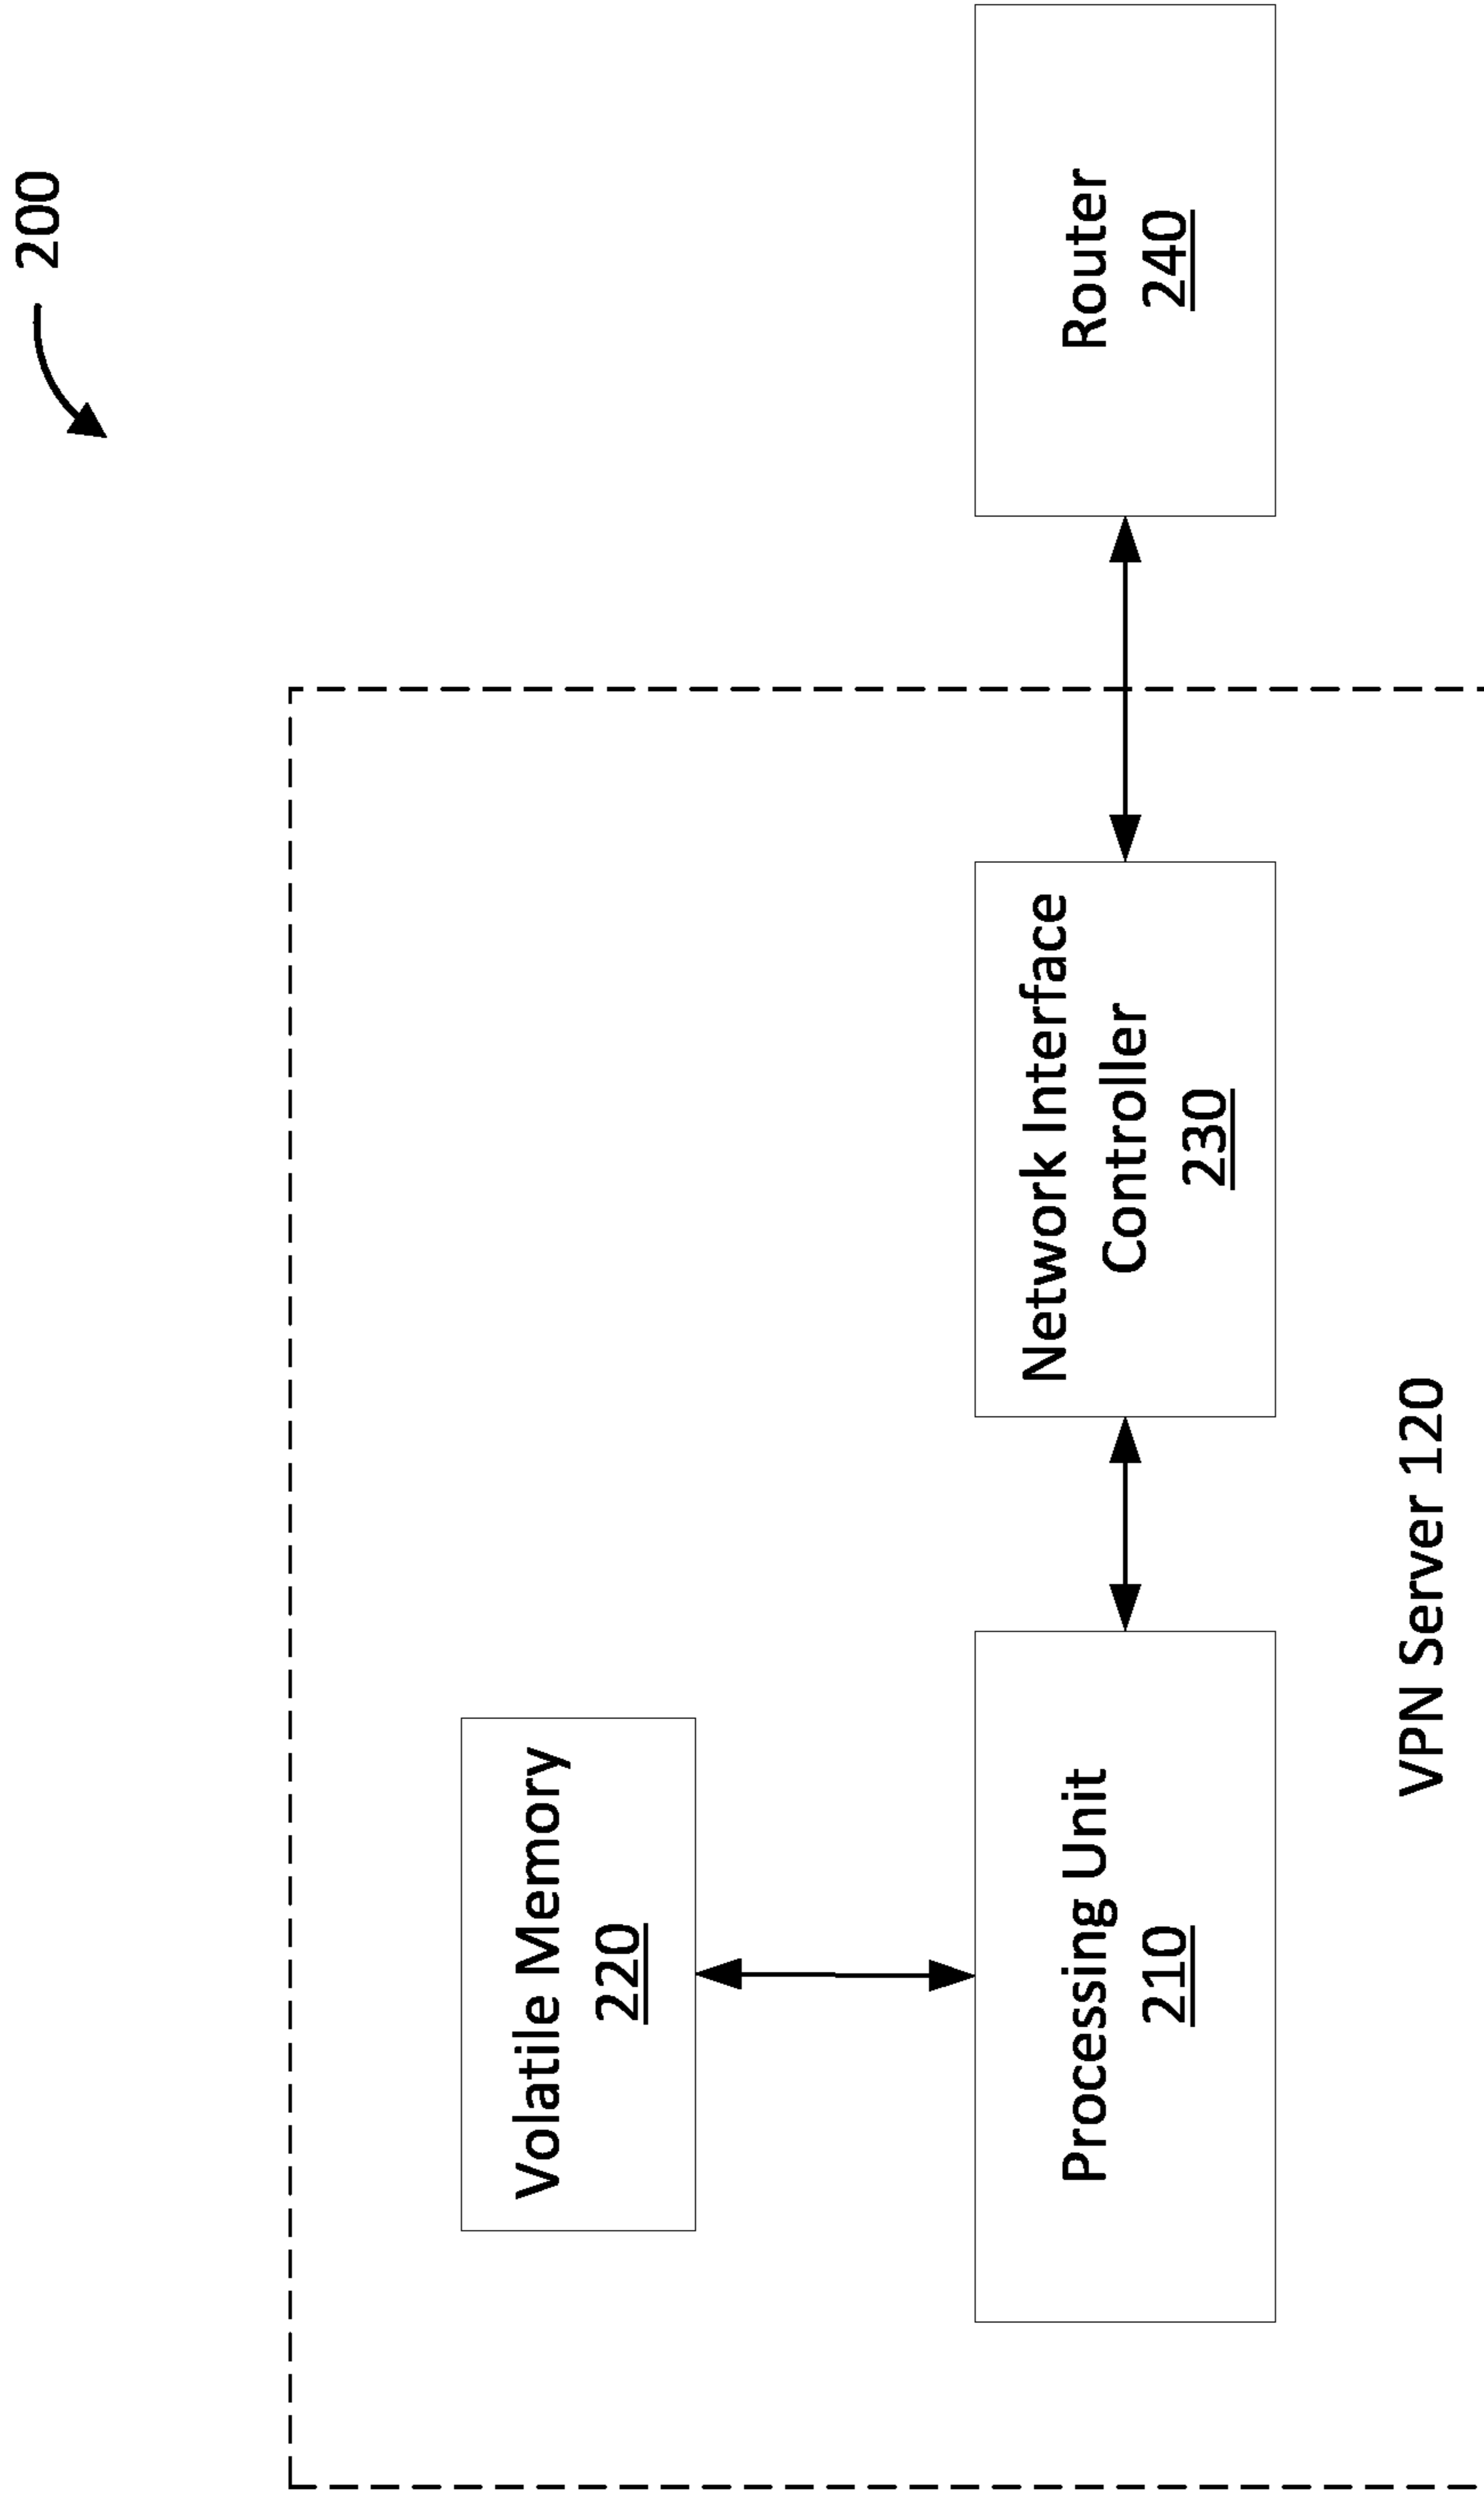 200
Volatile Memory
220
Processing Unit
210
Network Interface
Controller
230
Router
240
VPN Server 120